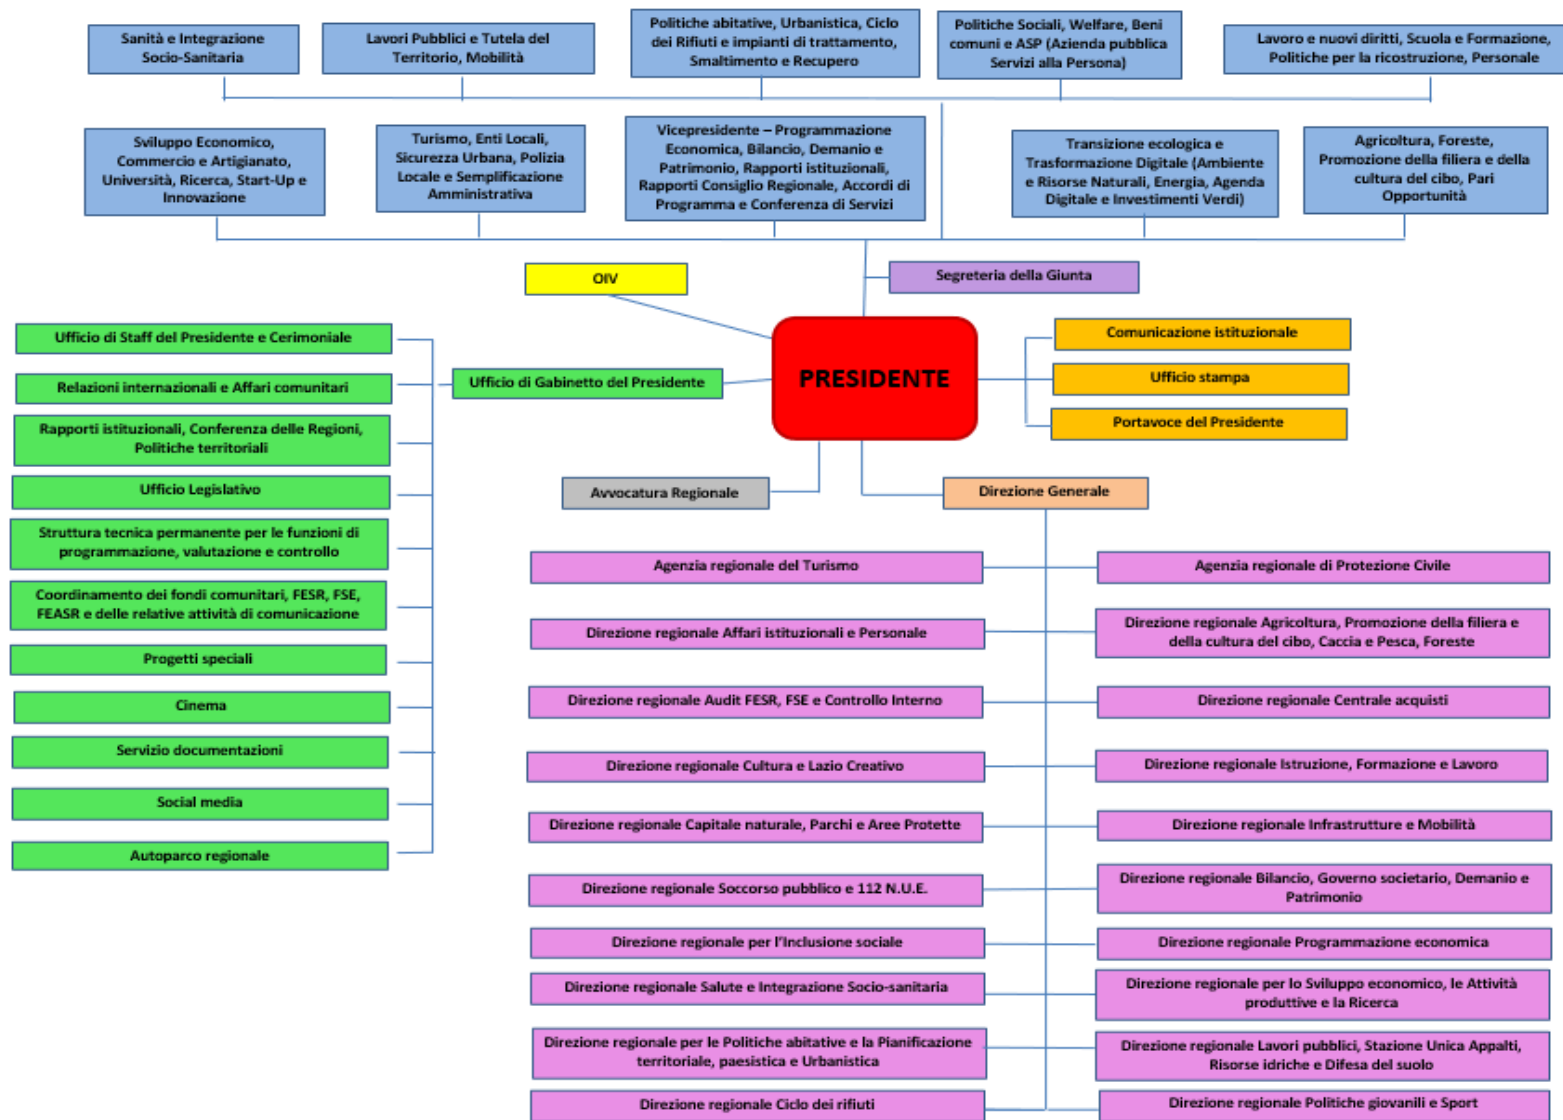 Sanità e Integrazione
Socio-Sanitaria
Lavori Pubblici e Tutela del
Territorio, Mobilità
Politiche abitative, Urbanistica, Ciclo
dei Rifiuti e impianti di trattamento,
Smaltimento e Recupero
Politiche Sociali, Welfare, Beni
comuni e ASP (Azienda pubblica
Servizi alla Persona)
Lavoro e nuovi diritti, Scuola e Formazione,
Politiche per la ricostruzione, Personale
Sviluppo Economico,
Commercio e Artigianato,
Università, Ricerca, Start-Up e
Innovazione
Turismo, Enti Locali,
Sicurezza Urbana, Polizia
Locale e Semplificazione
Amministrativa
Vicepresidente – Programmazione
Economica, Bilancio, Demanio e
Patrimonio, Rapporti istituzionali,
Rapporti Consiglio Regionale, Accordi di
Programma e Conferenza di Servizi
Transizione ecologica e
Trasformazione Digitale (Ambiente
e Risorse Naturali, Energia, Agenda
Digitale e Investimenti Verdi)
Agricoltura, Foreste,
Promozione della filiera e della
cultura del cibo, Pari
Opportunità
OIV
Segreteria della Giunta
PRESIDENTE
Ufficio di Gabinetto del Presidente
Ufficio di Staff del Presidente e Cerimoniale
Relazioni internazionali e Affari comunitari
Rapporti istituzionali, Conferenza delle Regioni,
Politiche territoriali
Ufficio Legislativo
Struttura tecnica permanente per le funzioni di
programmazione, valutazione e controllo
Coordinamento dei fondi comunitari, FESR, FSE,
FEASR e delle relative attività di comunicazione
Progetti speciali
Cinema
Servizio documentazioni
Social media
Autoparco regionale
Comunicazione istituzionale
Ufficio stampa
Portavoce del Presidente
Avvocatura Regionale
Direzione Generale
Agenzia regionale del Turismo
Agenzia regionale di Protezione Civile
Direzione regionale Affari istituzionali e Personale
Direzione regionale Agricoltura, Promozione della filiera e
della cultura del cibo, Caccia e Pesca, Foreste
Direzione regionale Audit FESR, FSE e Controllo Interno
Direzione regionale Centrale acquisti
Direzione regionale Cultura e Lazio Creativo
Direzione regionale Istruzione, Formazione e Lavoro
Direzione regionale Capitale naturale, Parchi e Aree Protette
Direzione regionale Infrastrutture e Mobilità
Direzione regionale Soccorso pubblico e 112 N.U.E.
Direzione regionale Bilancio, Governo societario, Demanio e
Patrimonio
Direzione regionale per l'Inclusione sociale
Direzione regionale Programmazione economica
Direzione regionale Salute e Integrazione Socio-sanitaria
Direzione regionale per lo Sviluppo economico, le Attività
produttive e la Ricerca
Direzione regionale per le Politiche abitative e la Pianificazione
territoriale, paesistica e Urbanistica
Direzione regionale Lavori pubblici, Stazione Unica Appalti,
Risorse idriche e Difesa del suolo
Direzione regionale Ciclo dei rifiuti
Direzione regionale Politiche giovanili e Sport